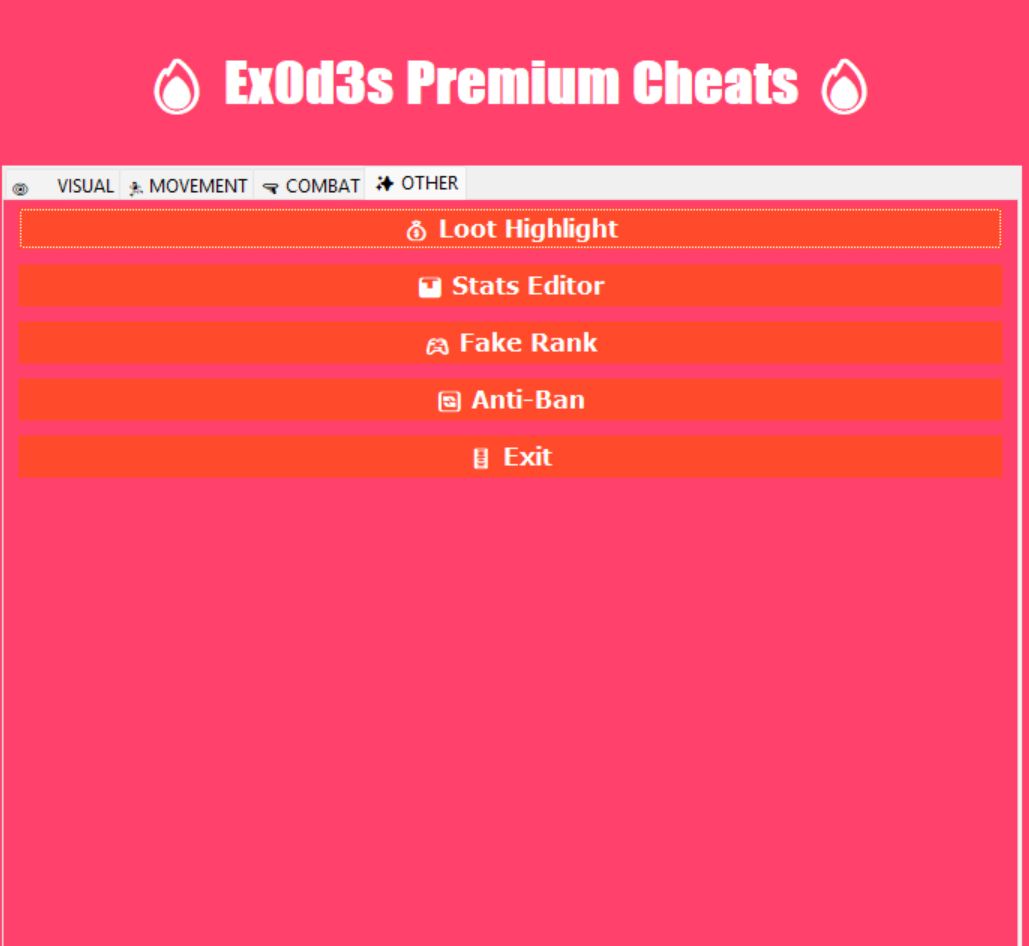 Ex0d3s Premium Cheats
VISUAL MOVEMENT COMBAT OTHER
Loot Highlight
Stats Editor
Fake Rank
Anti-Ban
Exit